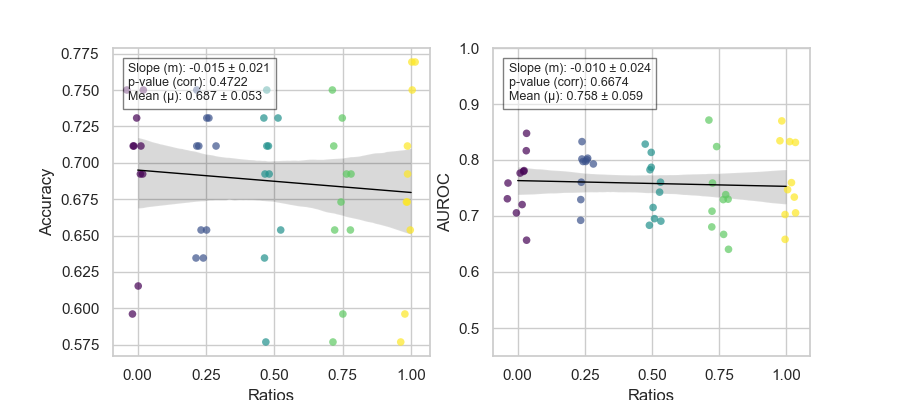 0.775
0.750
0.725
0.700
0.675
0.650
0.625
0.600
0.575
Accuracy
Slope (m): -0.015 ± 0.021
p-value (corr): 0.4722
Mean (μ): 0.687 ± 0.053
0.00 0.25 0.50 0.75 1.00
Ratios
1.0
0.9
0.8
0.7
0.6
0.5
AUROC
Slope (m): -0.010 ± 0.024
p-value (corr): 0.6674
Mean (μ): 0.758 ± 0.059
0.00 0.25 0.50 0.75 1.00
Ratios